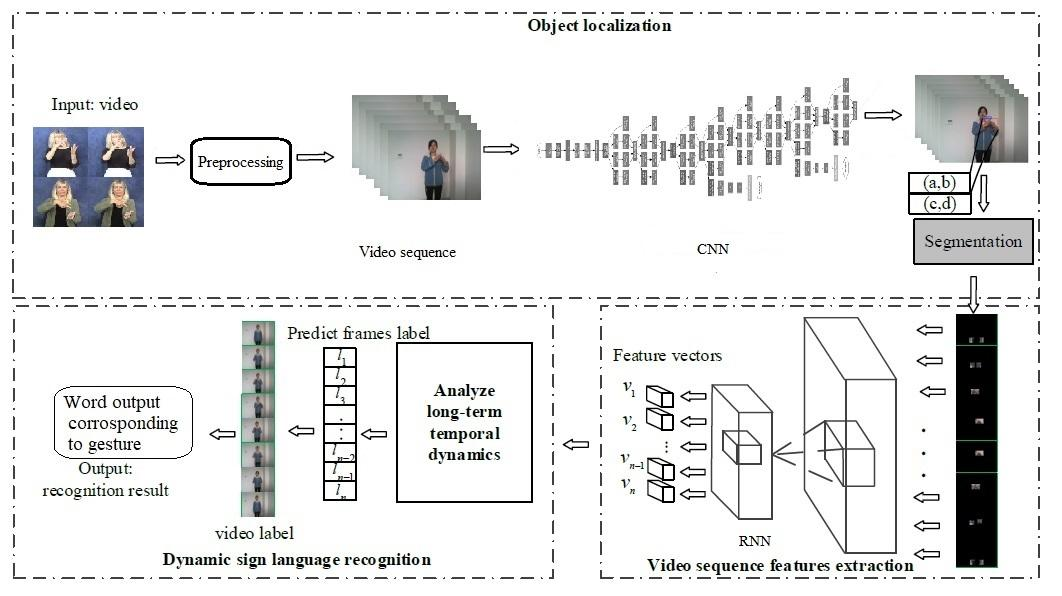 Object localization
Input: video
Preprocessing
Video sequence
CNN
(a,b)
(c,d)
Segmentation
Predict frames label
l1
l2
l3
.
:
ln-2
ln-1
ln
Analyze
long-term
temporal
dynamics
Word output
corrosponding
to gesture
Output:
recognition result
video label
Dynamic sign language recognition
Feature vectors
v1
v2
⋮
vn-1
vn
RNN
Video sequence features extraction